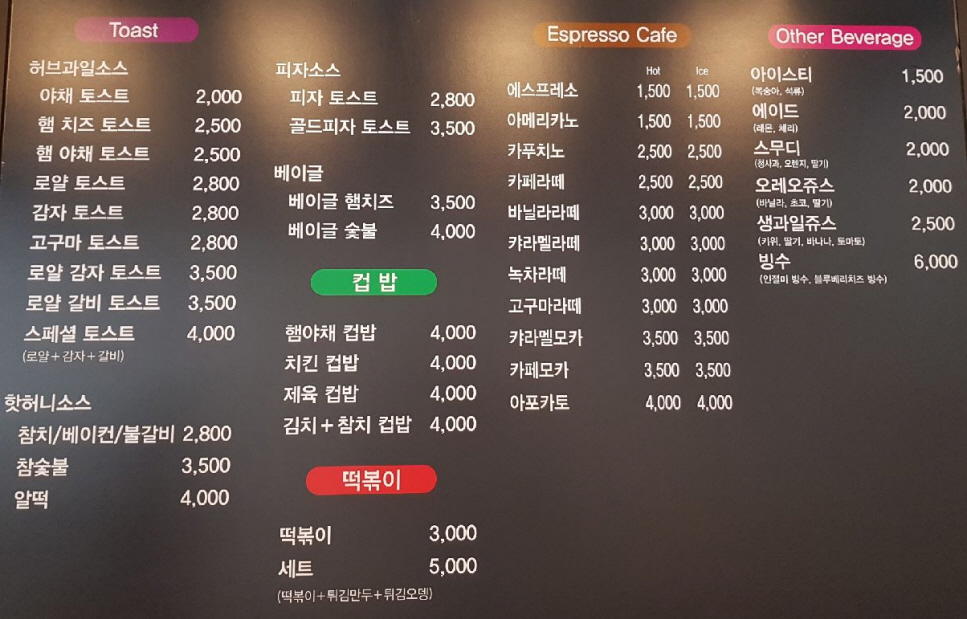 Toast
허브과일소스
야채 토스트 2,000
햄 치즈 토스트 2,500
햄 야채 토스트 2,500
로얄 토스트 2,800
감자 토스트 2,800
고구마 토스트 2,800
로얄 감자 토스트 3,500
로얄 갈비 토스트 3,500
스페셜 토스트 4,000
(로얄+감자+갈비)
핫허니소스
참치/베이컨/불갈비 2,800
참숯불 3,500
알떡 4,000
피자소스
피자 토스트 2,800
골드피자 토스트 3,500
베이글
베이글 햄치즈 3,500
베이글 숯불 4,000
컵 밥
햄야채 컵밥 4,000
치킨 컵밥 4,000
제육 컵밥 4,000
김치+참치 컵밥 4,000
떡볶이
떡볶이 3,000
세트 5,000
(떡볶이+튀김만두+튀김오뎅)
Espresso Cafe
Hot Ice
에스프레소 1,500 1,500
아메리카노 1,500 1,500
카푸치노 2,500 2,500
카페라떼 2,500 2,500
바닐라라떼 3,000 3,000
캬라멜라떼 3,000 3,000
녹차라떼 3,000 3,000
고구마라떼 3,000 3,000
캬라멜모카 3,500 3,500
카페모카 3,500 3,500
아포카토 4,000 4,000
Other Beverage
아이스티 1,500
(복숭아, 석류)
에이드 2,000
(레몬, 체리)
스무디 2,000
(청사과, 오렌지, 딸기)
오레오쥬스 2,000
(바닐라, 초코, 딸기)
생과일쥬스 2,500
(키위, 딸기, 바나나, 토마토)
빙수 6,000
(인절미 빙수, 블루베리치즈 빙수)